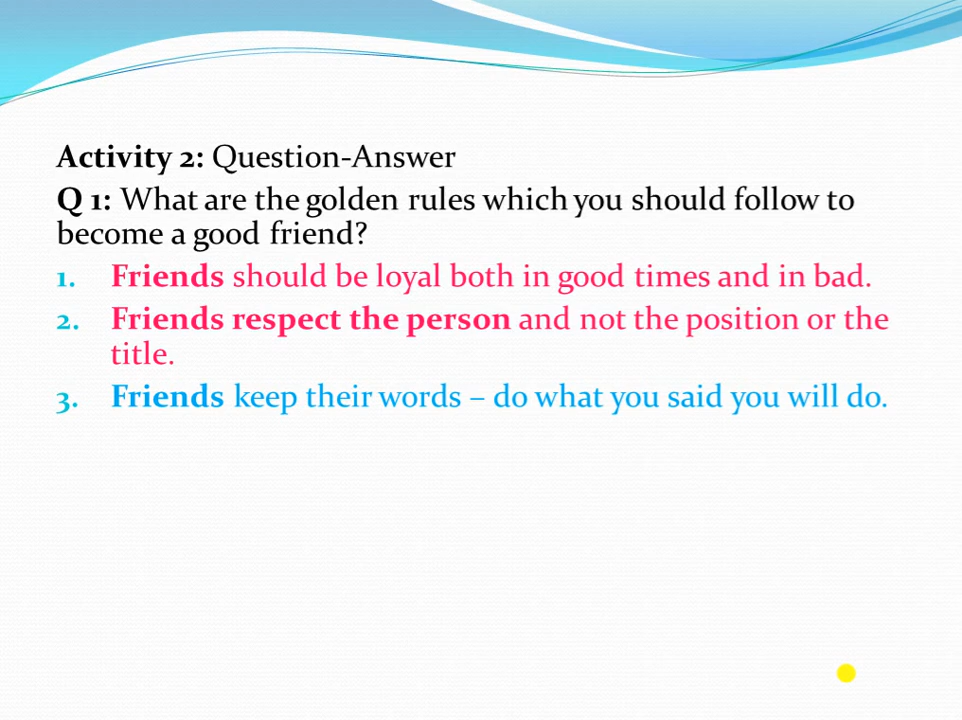 Activity 2: Question-Answer
Q 1: What are the golden rules which you should follow to
become a good friend?
1. Friends should be loyal both in good times and in bad.
2. Friends respect the person and not the position or the
title.
3. Friends keep their words – do what you said you will do.